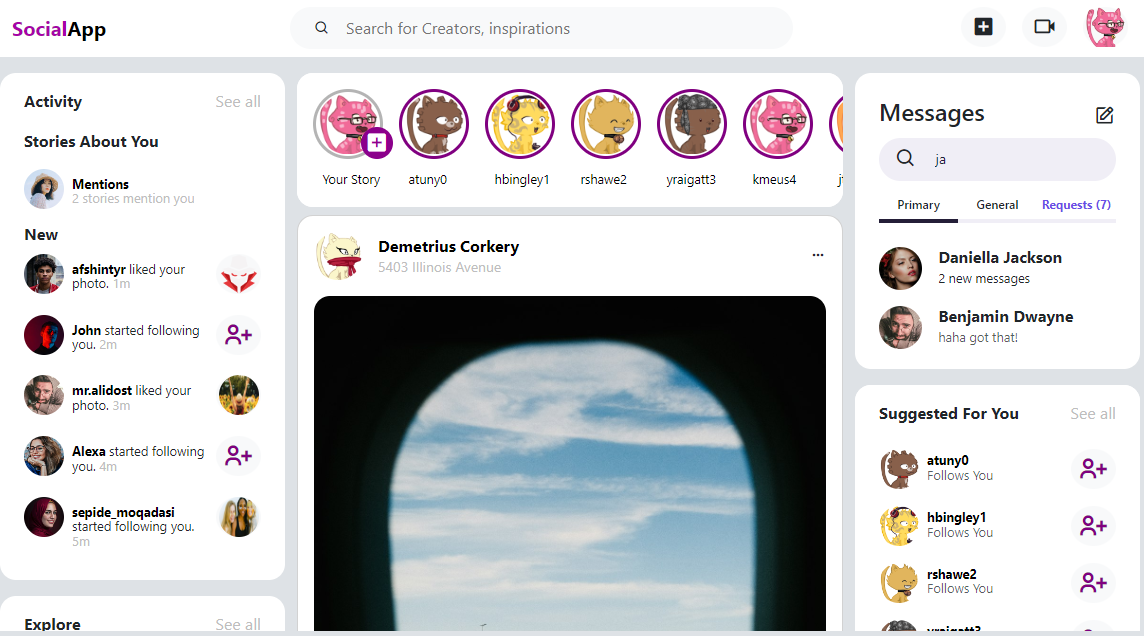 SocialApp
Search for Creators, inspirations
Activity
See all
Stories About You
Mentions
2 stories mention you
New
afshintyr liked your
photo. 1m
John started following
you. 2m
mr.alidost liked your
photo. 3m
Alexa started following
you. 4m
sepide_moqadasi
started following you.
5m
Explore
See all
Your Story
atuny0
hbingley1
rshawe2
yraigatt3
kmeus4
Demetrius Corkery
5403 Illinois Avenue
...
Messages
ja
Primary
General
Requests (7)
Daniella Jackson
2 new messages
Benjamin Dwayne
haha got that!
Suggested For You
See all
atuny0
Follows You
hbingley1
Follows You
rshawe2
Follows You
yraigatt3